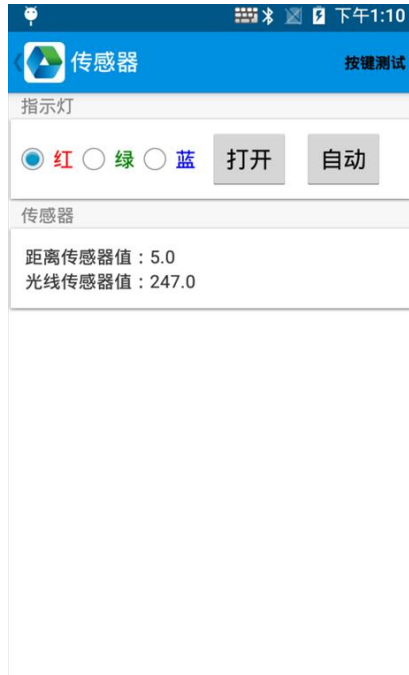 下午1:10
传感器
按键测试
指示灯
红 绿 蓝 打开 自动
传感器
距离传感器值：5.0
光线传感器值：247.0